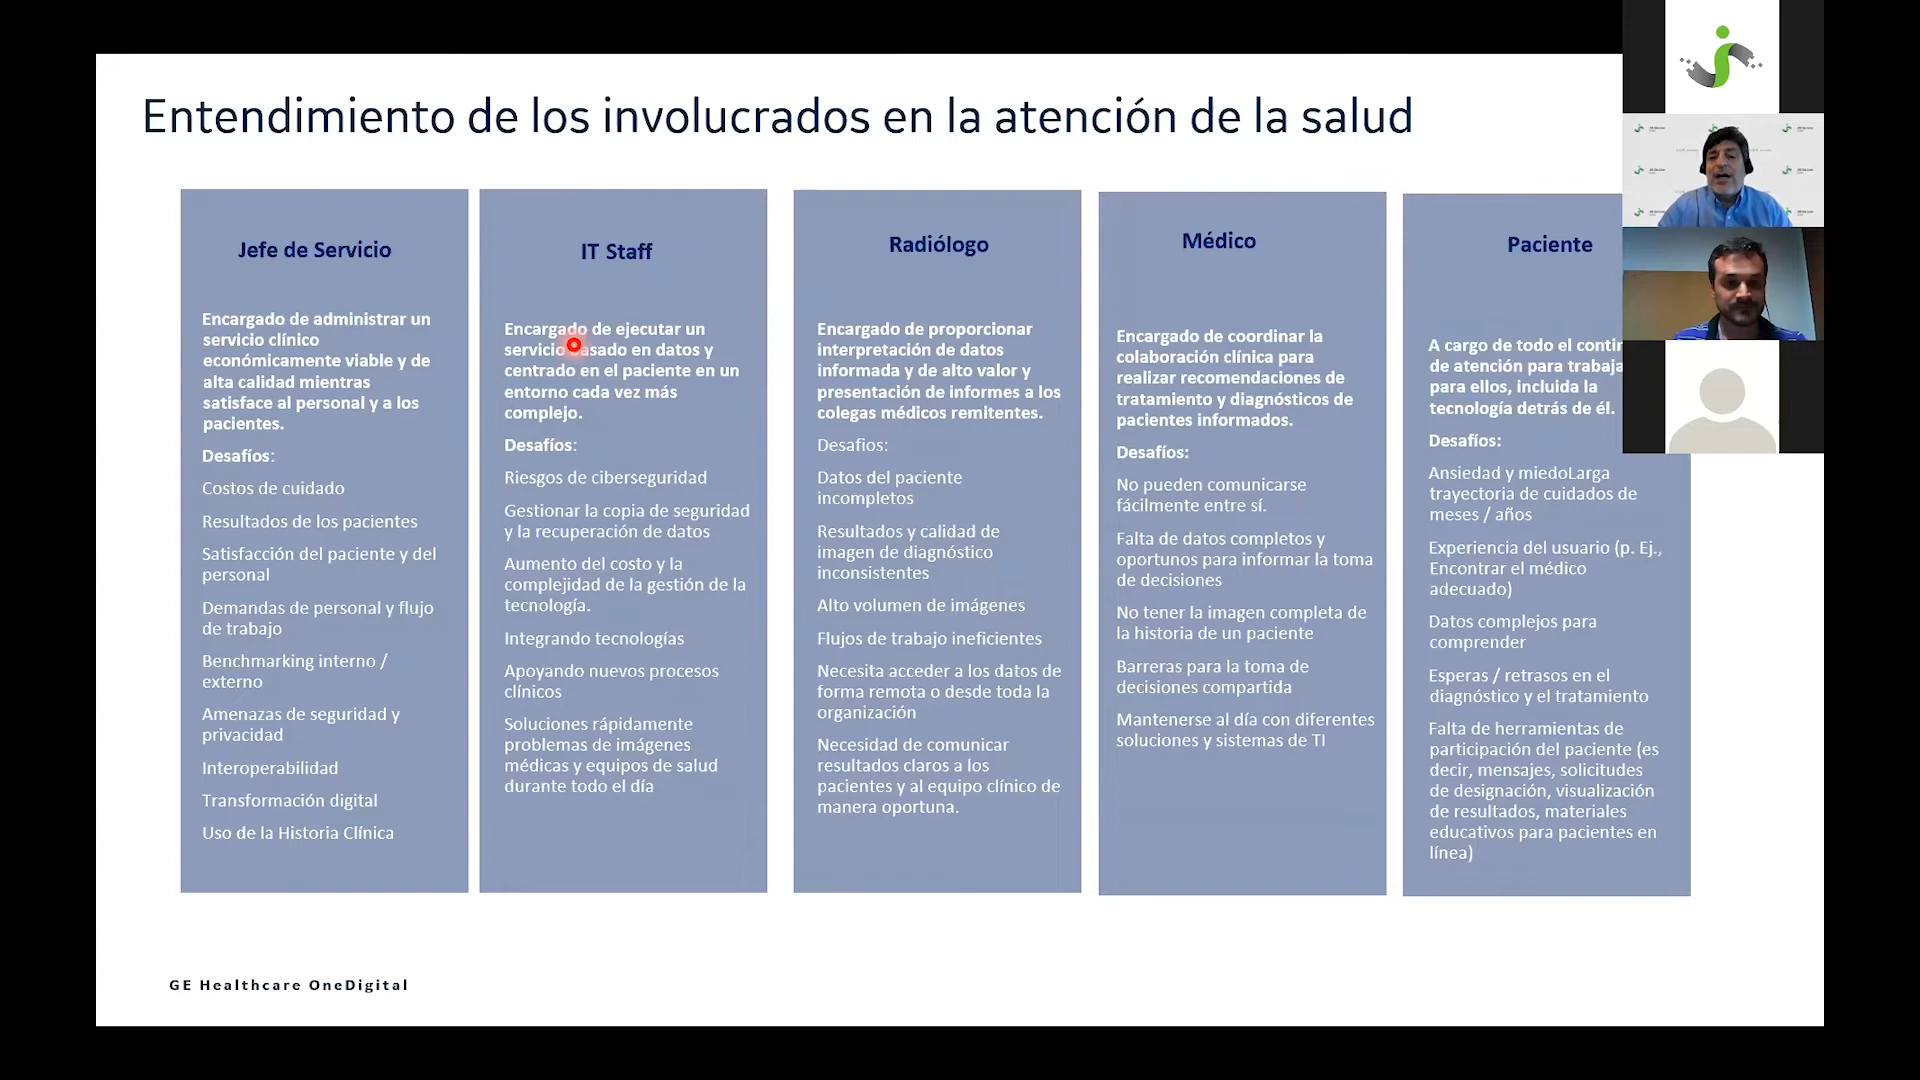 Entendimiento de los involucrados en la atención de la salud
Jefe de Servicio
Encargado de administrar un
servicio clínico
económicamente viable y de
alta calidad mientras
satisface al personal y a los
pacientes.
Desafíos:
Costos de cuidado
Resultados de los pacientes
Satisfacción del paciente y del
personal
Demandas de personal y flujo
de trabajo
Benchmarking interno /
externo
Amenazas de seguridad y
privacidad
Interoperabilidad
Transformación digital
Uso de la Historia Clínica
IT Staff
Encargado de ejecutar un
servicio basado en datos y
centrado en el paciente en un
entorno cada vez más
complejo.
Desafíos:
Riesgos de ciberseguridad
Gestionar la copia de seguridad
y la recuperación de datos
Aumento del costo y la
complejidad de la gestión de la
tecnología.
Integrando tecnologías
Apoyando nuevos procesos
clínicos
Soluciones rápidamente
problemas de imágenes
médicas y equipos de salud
durante todo el día
Radiólogo
Encargado de proporcionar
interpretación de datos
informada y de alto valor y
presentación de informes a los
colegas médicos remitentes.
Desafios:
Datos del paciente
incompletos
Resultados y calidad de
imagen de diagnóstico
inconsistentes
Alto volumen de imágenes
Flujos de trabajo ineficientes
Necesita acceder a los datos de
forma remota o desde toda la
organización
Necesidad de comunicar
resultados claros a los
pacientes y al equipo clínico de
manera oportuna.
Médico
Encargado de coordinar la
colaboración clínica para
realizar recomendaciones de
tratamiento y diagnósticos de
pacientes informados.
Desafíos:
No pueden comunicarse
fácilmente entre sí.
Falta de datos completos y
oportunos para informar la toma
de decisiones
No tener la imagen completa de
la historia de un paciente
Barreras para la toma de
decisiones compartida
Mantenerse al día con diferentes
soluciones y sistemas de TI
Paciente
A cargo de todo el contin
de atención para trabaja
para ellos, incluida la
tecnología detrás de él.
Desafíos:
Ansiedad y miedoLarga
trayectoria de cuidados de
meses / años
Experiencia del usuario (p. Ej.,
Encontrar el médico
adecuado)
Datos complejos para
comprender
Esperas / retrasos en el
diagnóstico y el tratamiento
Falta de herramientas de
participación del paciente (es
decir, mensajes, solicitudes
de designación, visualización
de resultados, materiales
educativos para pacientes en
línea)
GE Healthcare OneDigital